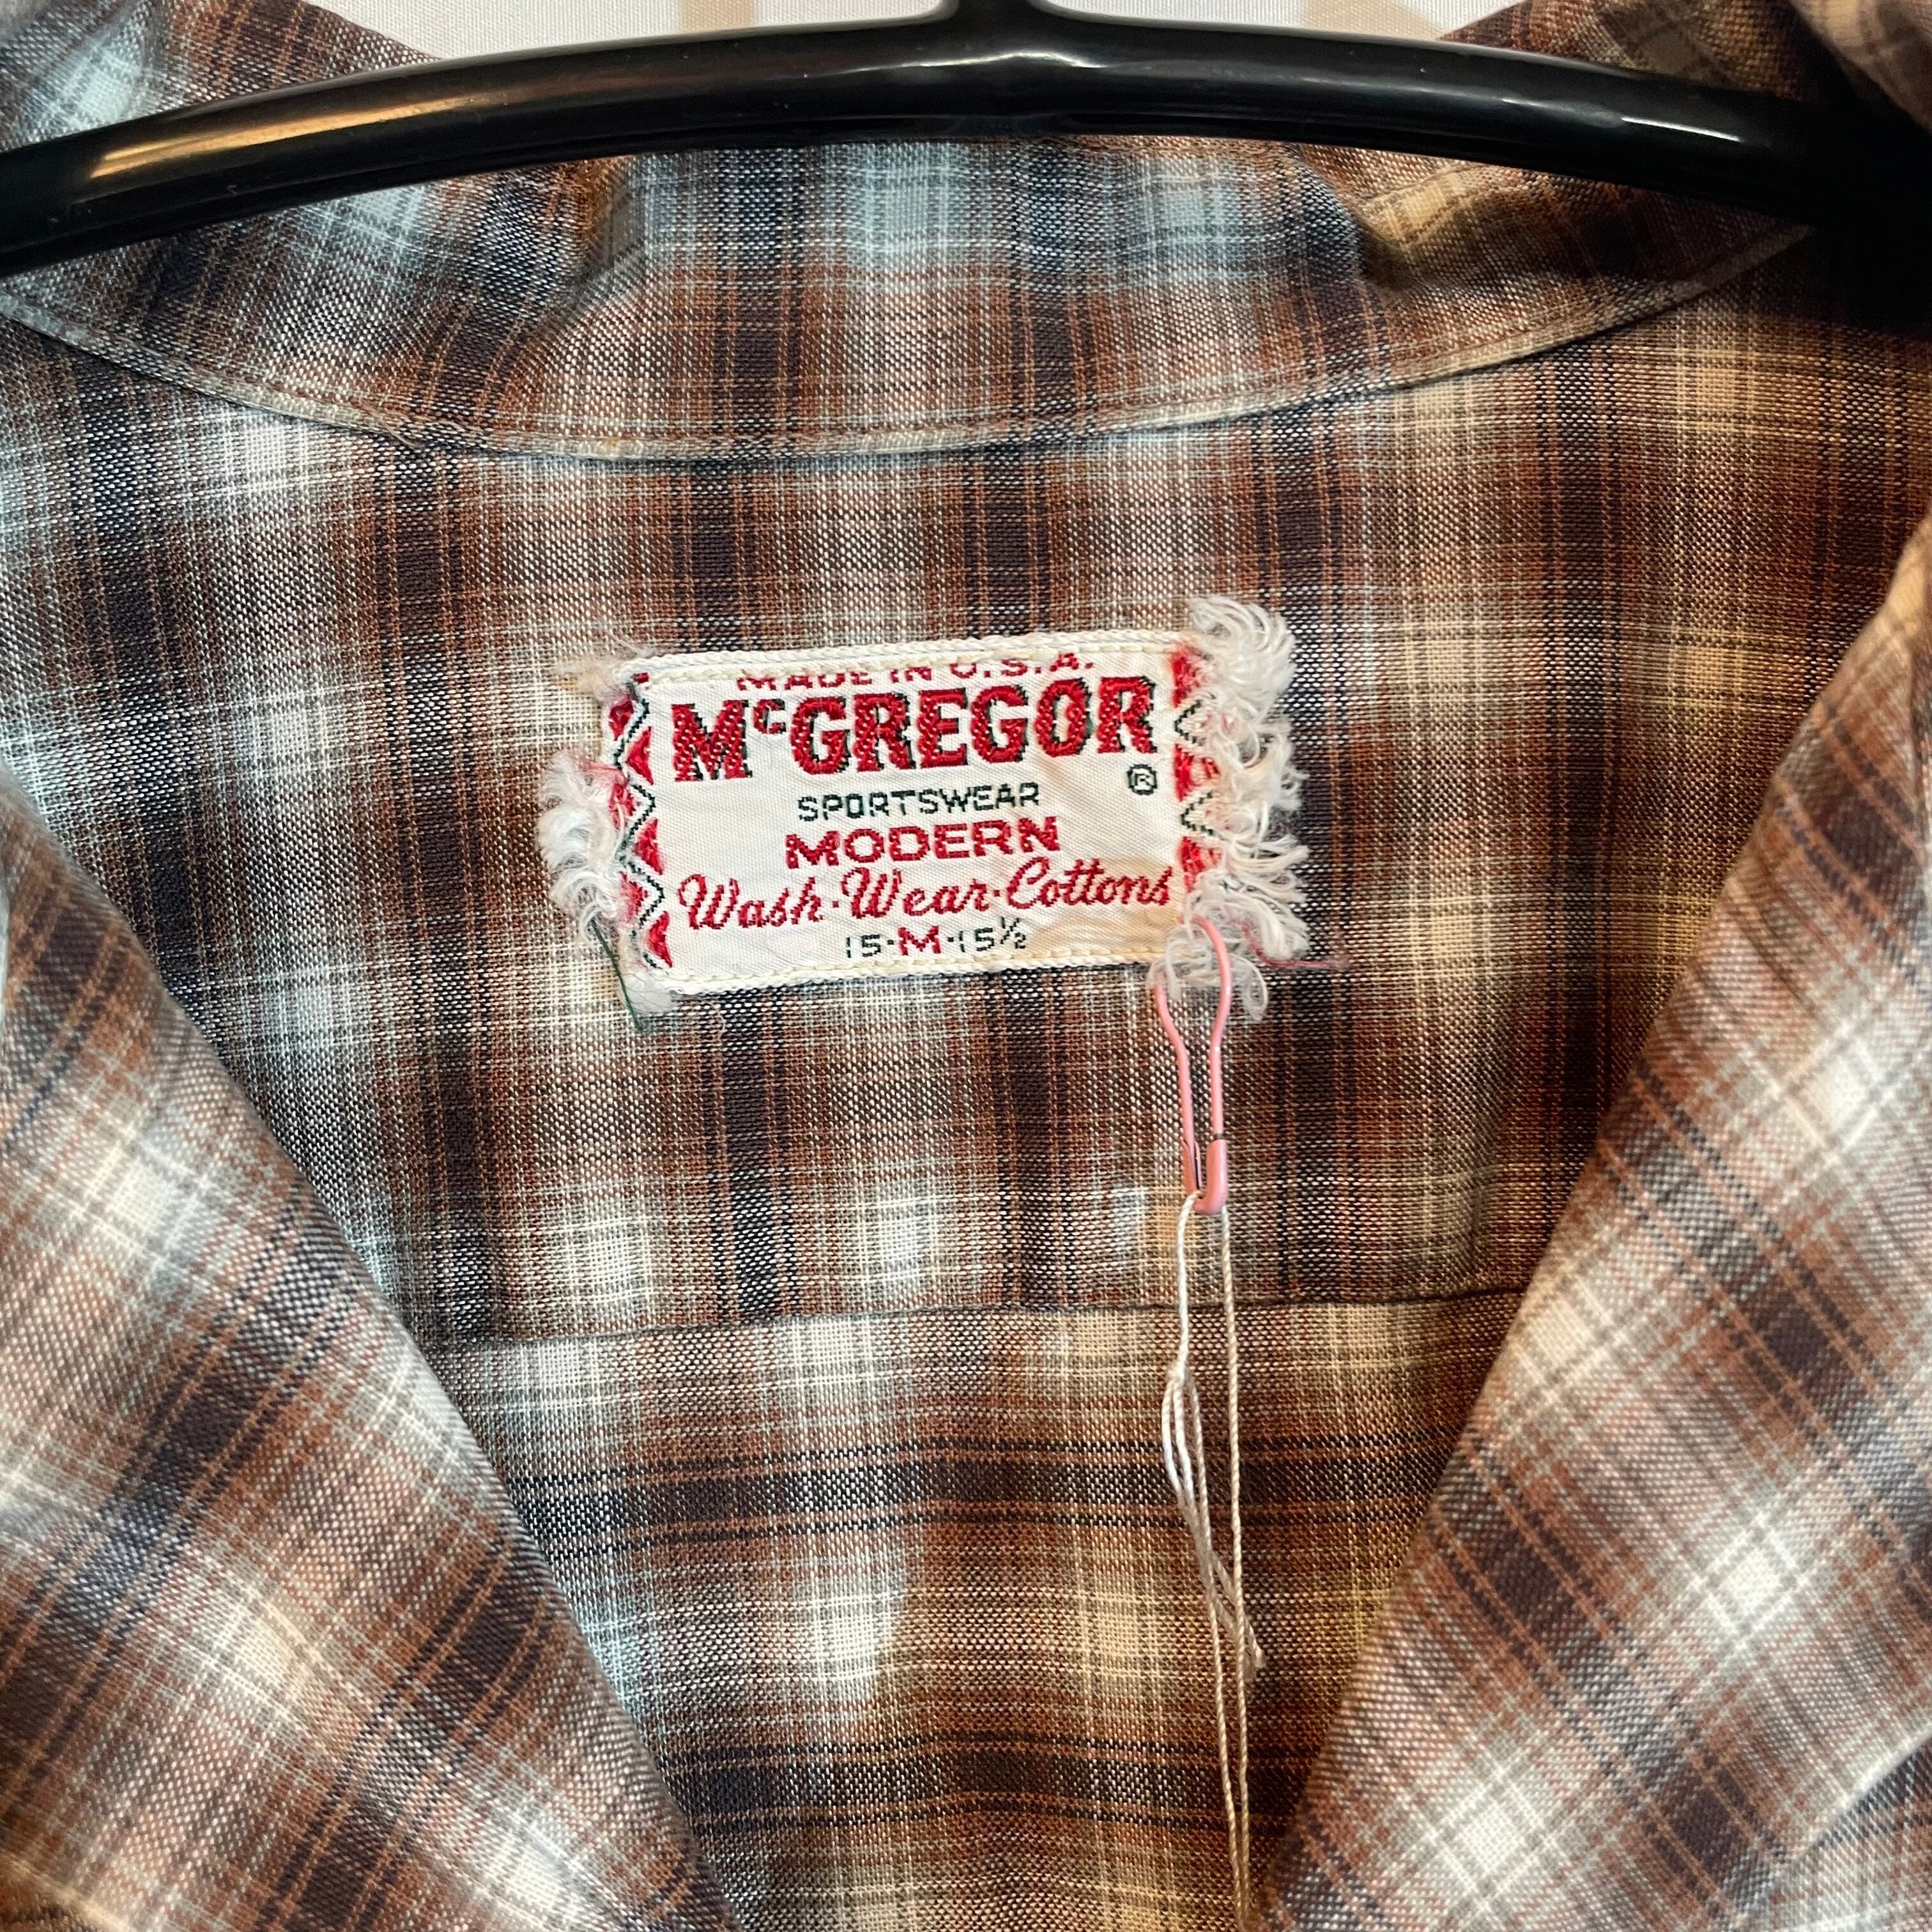 MADE IN U.S.A.
McGREGOR
®
SPORTSWEAR
MODERN
Wash·Wear·Cottons
15·M·15½